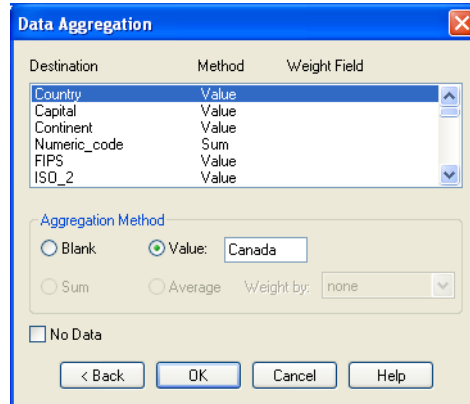 Data Aggregation
Destination Method Weight Field
Country Value
Capital Value
Continent Value
Numeric_code Sum
FIPS Value
ISO_2 Value
Aggregation Method
Blank Value: Canada
Sum Average Weight by: none
No Data
< Back OK Cancel Help